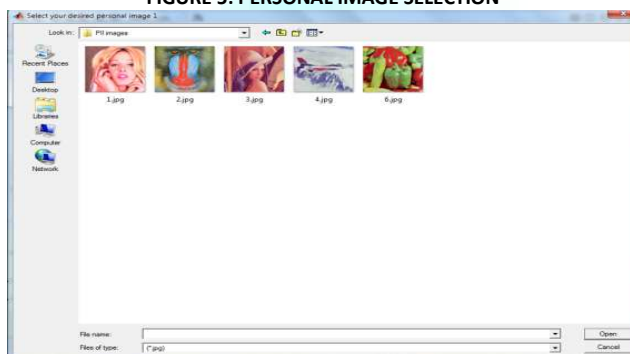 FIGURE 5: PERSONAL IMAGE SELECTION
Select your desired personal image 1
Look in: PII images
Recent Places
Desktop
Libraries
Computer
Network
1.jpg 2.jpg 3.jpg 4.jpg 6.jpg
File name: Open
Files of type: (*.jpg) Cancel